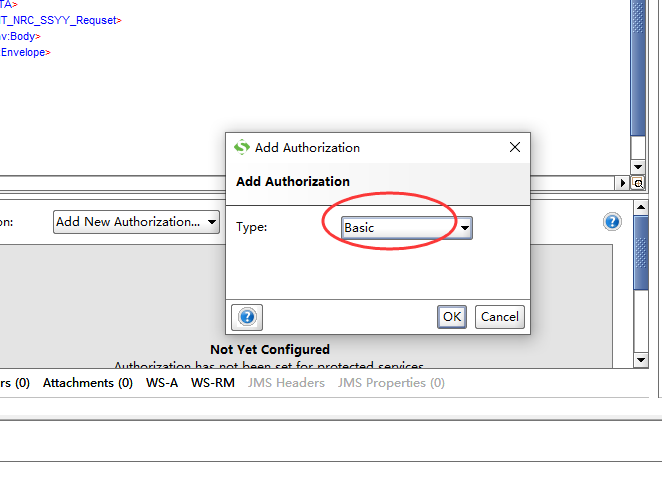 TA>
IT_NRC_SSYY_Requset>
nv:Body>
Envelope>
Add Authorization
Add Authorization
on:
Add New Authorization...
Type:
Basic
OK
Cancel
Not Yet Configured
Authorization has not been set for protected services
rs (0)
Attachments (0)
WS-A
WS-RM
JMS Headers
JMS Properties (0)